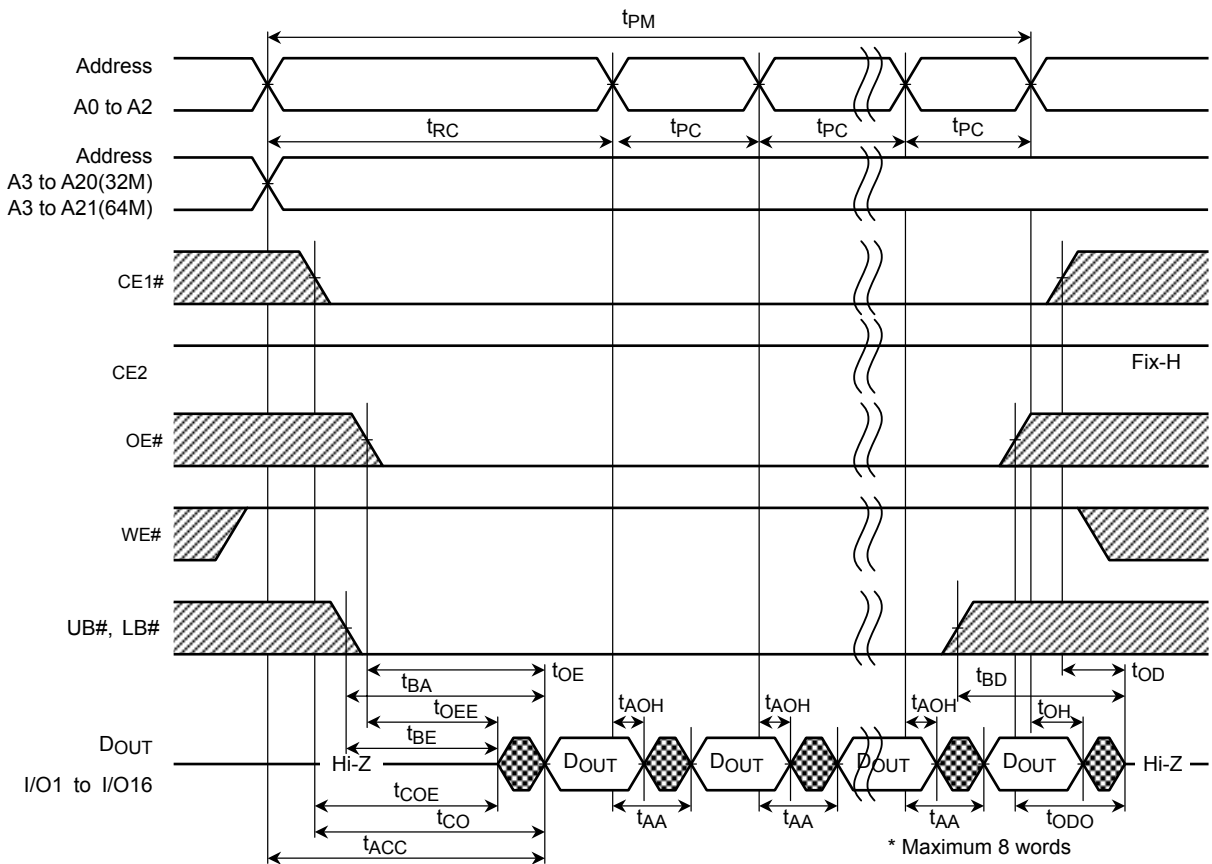 tPM
Address
A0 to A2
tRC
tPC
tPC
tPC
Address
A3 to A20(32M)
A3 to A21(64M)
CE1#
CE2
Fix-H
OE#
WE#
UB#, LB#
tOE
tOD
tBA
tBD
tOEE
tAOH
tAOH
tAOH
tOH
tBE
DOUT
Hi-Z
DOUT
DOUT
DOUT
DOUT
Hi-Z
I/O1 to I/O16
tCOE
tAA
tAA
tAA
tODO
tCO
* Maximum 8 words
tACC